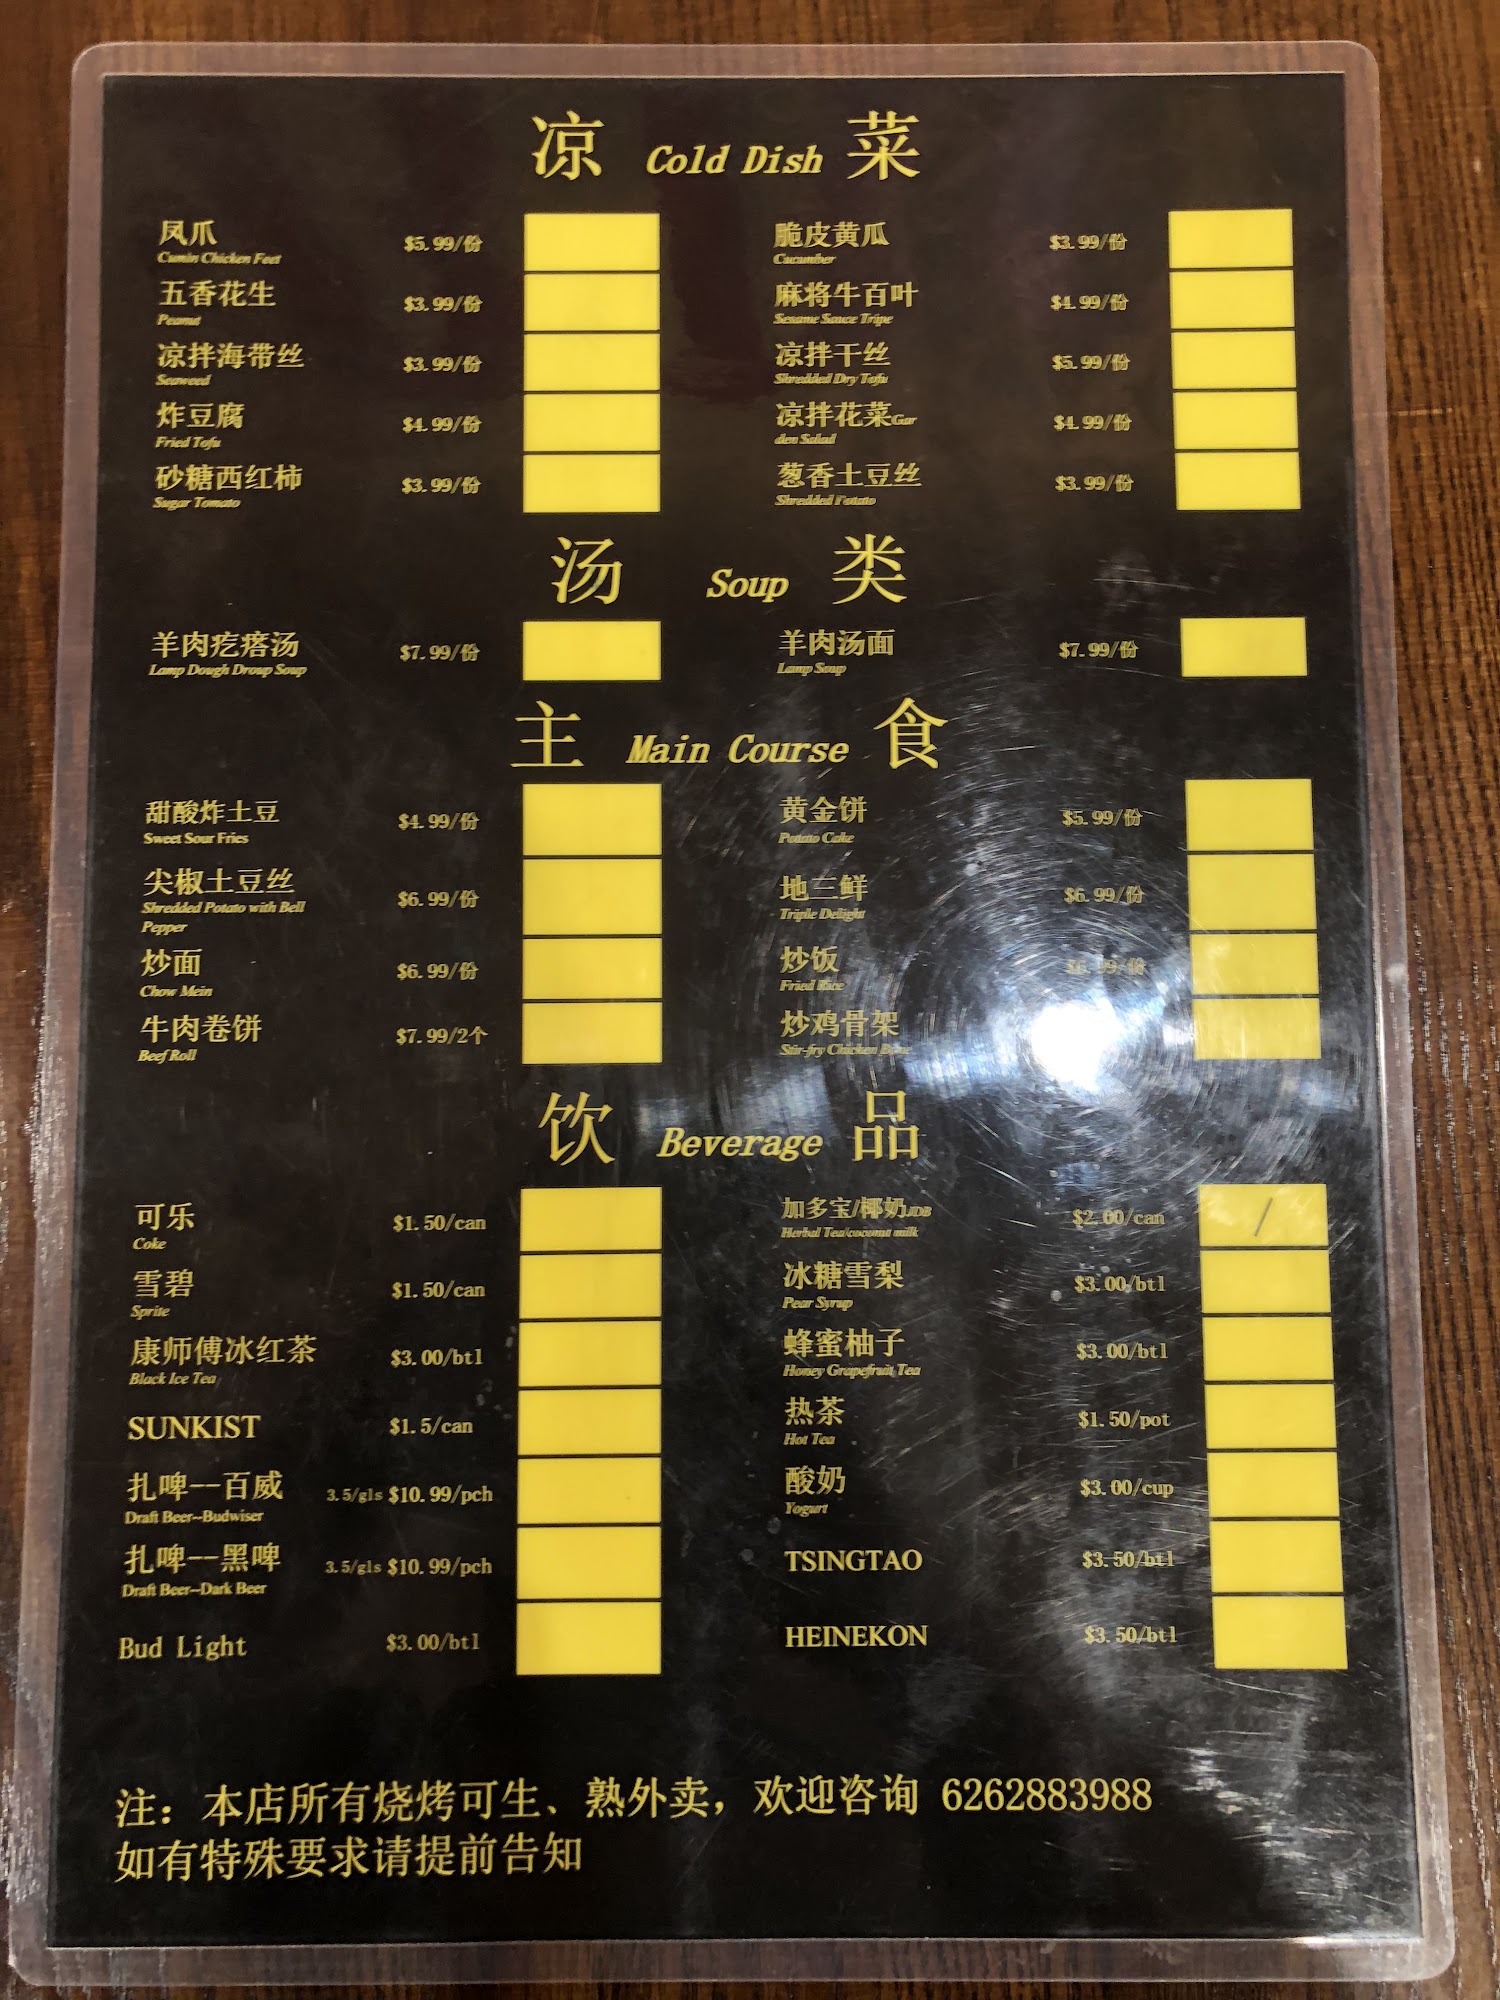 凉 Cold Dish 菜
凤爪 $5.99/份
Cumin Chicken Feet
脆皮黄瓜 $3.99/份
Cucumber
五香花生 $3.99/份
Peanut
麻将牛百叶 $4.99/份
Sesame Sauce Tripe
凉拌海带丝 $3.99/份
Seaweed
凉拌干丝 $5.99/份
Shredded Dry Tofu
炸豆腐 $4.99/份
Fried Tofu
凉拌花菜Gar $4.99/份
den Salad
砂糖西红柿 $3.99/份
Sugar Tomato
葱香土豆丝 $3.99/份
Shredded Potato
汤 Soup 类
羊肉疙瘩汤 $7.99/份
Lamp Dough Droup Soup
羊肉汤面 $7.99/份
Lamp Soup
主 Main Course 食
甜酸炸土豆 $4.99/份
Sweet Sour Fries
黄金饼 $5.99/份
Potato Cake
尖椒土豆丝 $6.99/份
Shredded Potato with Bell
Pepper
地三鲜 $6.99/份
Triple Delight
炒面 $6.99/份
Chow Mein
炒饭 $6.99/份
Fried Rice
牛肉卷饼 $7.99/2个
Beef Roll
炒鸡骨架
Stir-fry Chicken Bone
饮 Beverage 品
可乐 $1.50/can
Coke
加多宝/椰奶JDB $2.00/can /
Herbal Tea/coconut milk
雪碧 $1.50/can
Sprite
冰糖雪梨 $3.00/btl
Pear Syrup
康师傅冰红茶 $3.00/btl
Black Ice Tea
蜂蜜柚子 $3.00/btl
Honey Grapefruit Tea
SUNKIST $1.5/can
热茶 $1.50/pot
Hot Tea
扎啤--百威 3.5/gls $10.99/pch
Draft Beer--Budwiser
酸奶 $3.00/cup
Yogurt
扎啤--黑啤 3.5/gls $10.99/pch
Draft Beer--Dark Beer
TSINGTAO $3.50/btl
Bud Light $3.00/btl
HEINEKON $3.50/btl
注：本店所有烧烤可生、熟外卖，欢迎咨询 6262883988
如有特殊要求请提前告知